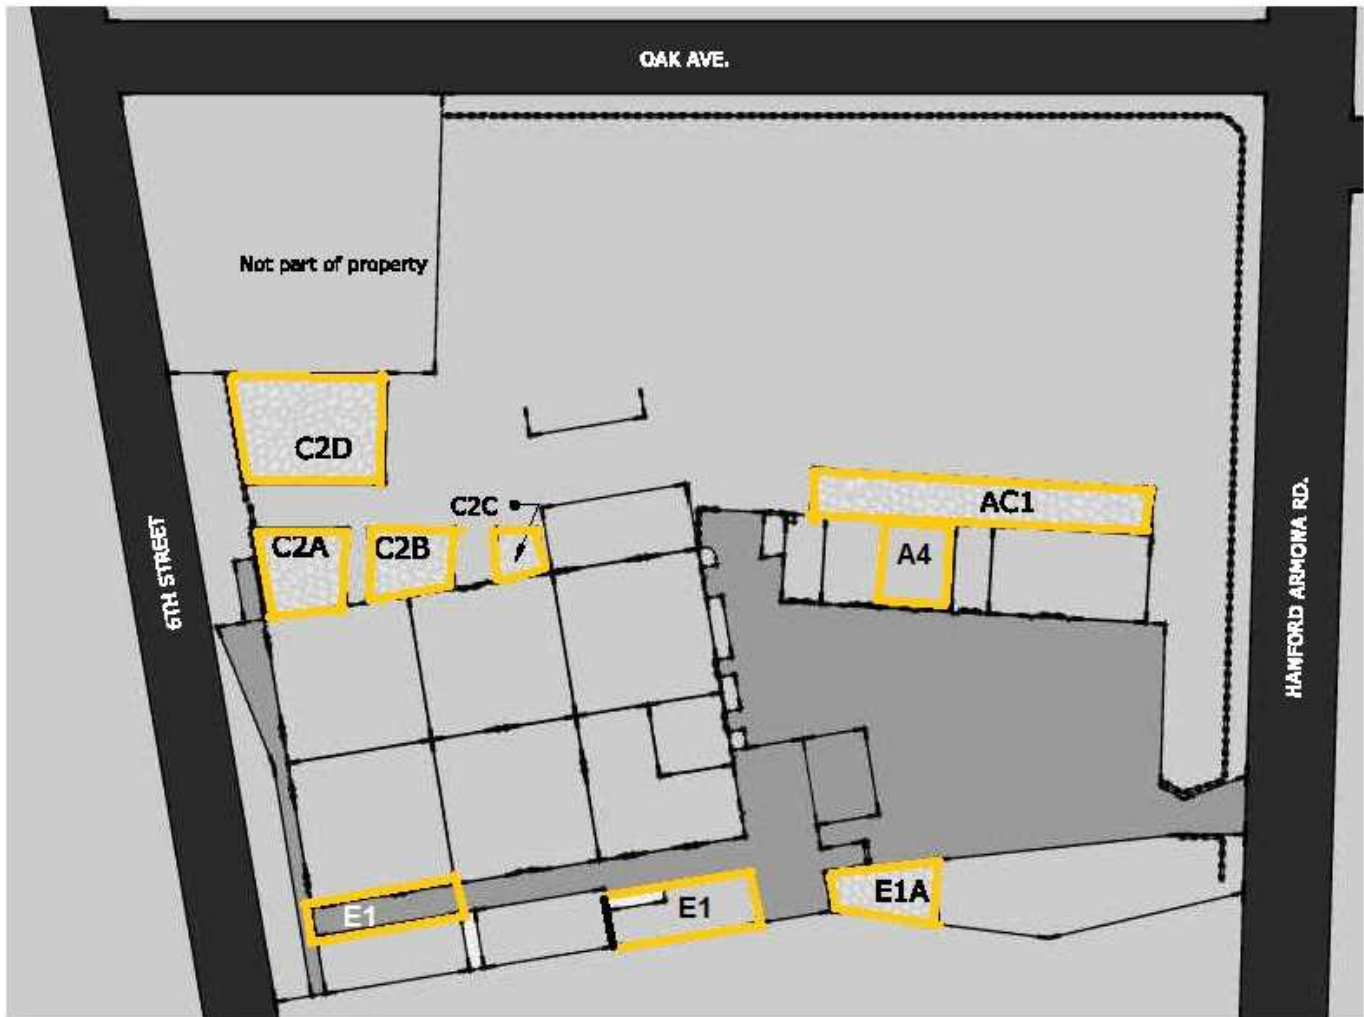 OAK AVE.
Not part of property
C2D
C2C
AC1
C2A
C2B
A4
6TH STREET
HANFORD ARMONA RD.
E1
E1
E1A